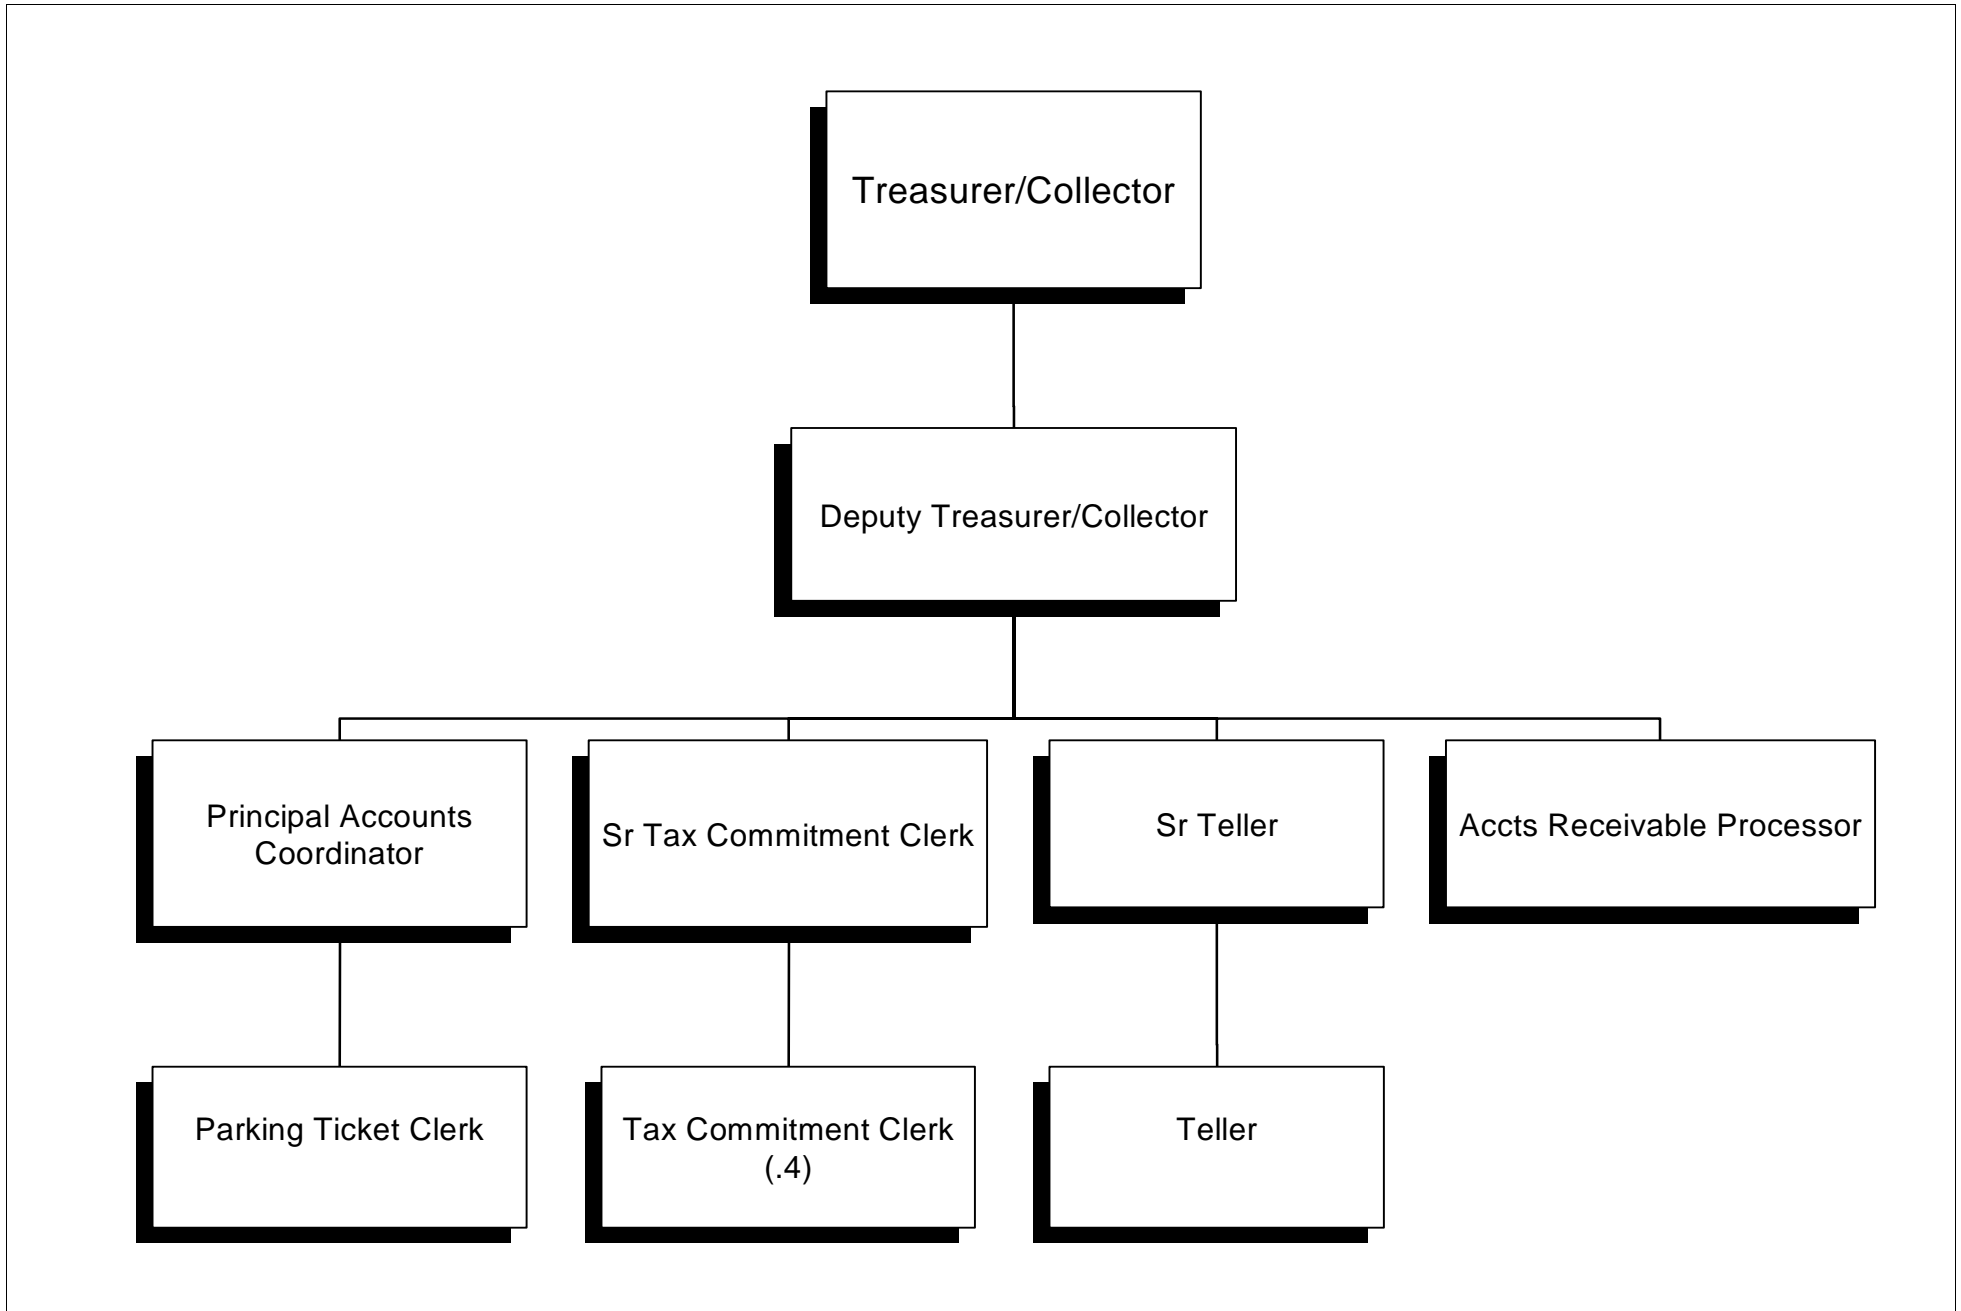 Treasurer/Collector
Deputy Treasurer/Collector
Principal Accounts
Coordinator
Sr Tax Commitment Clerk
Sr Teller
Accts Receivable Processor
Parking Ticket Clerk
Tax Commitment Clerk
(.4)
Teller